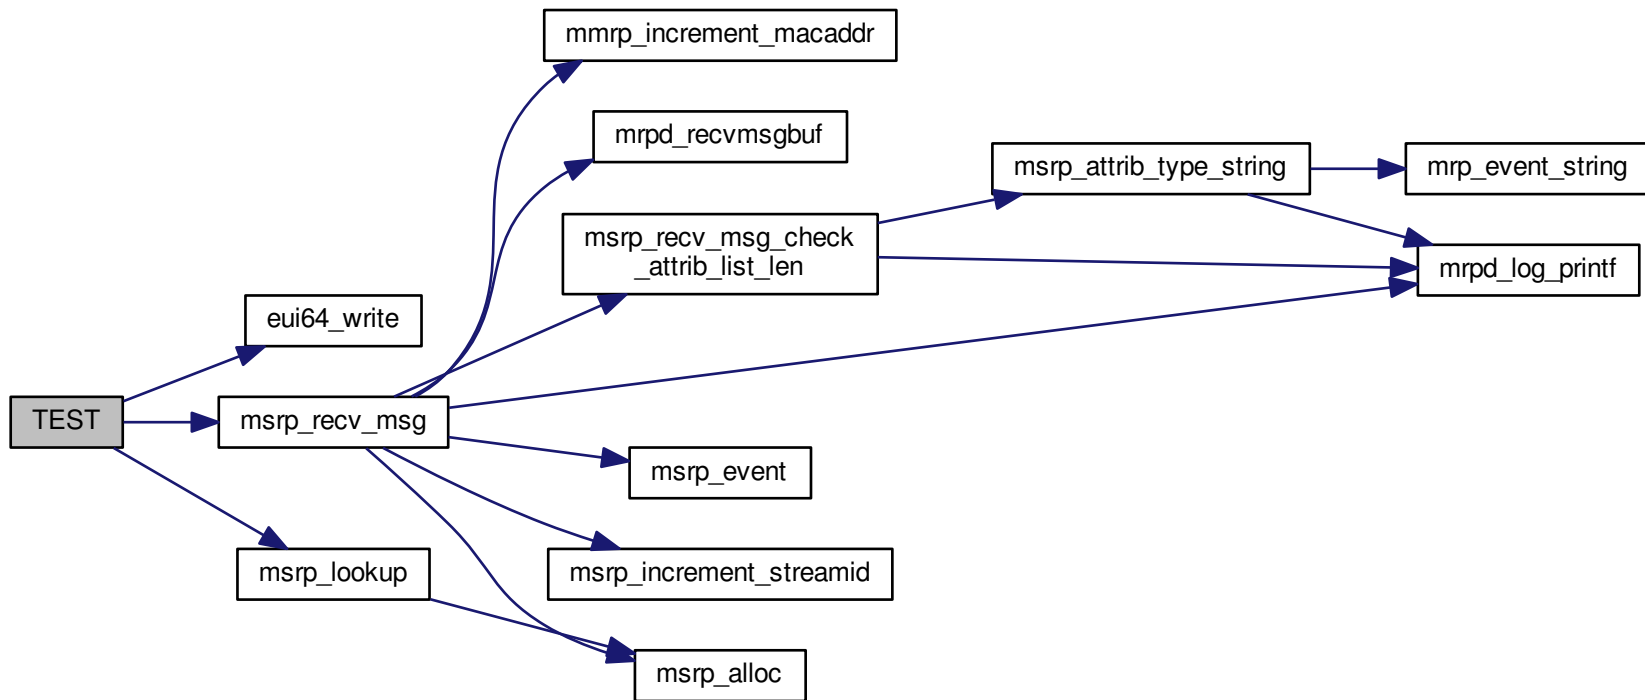 mmrp_increment_macaddr
mrpd_recvmsgbuf
msrp_attrib_type_string
mrp_event_string
msrp_recv_msg_check
_attrib_list_len
mrpd_log_printf
eui64_write
TEST
msrp_recv_msg
msrp_event
msrp_lookup
msrp_increment_streamid
msrp_alloc